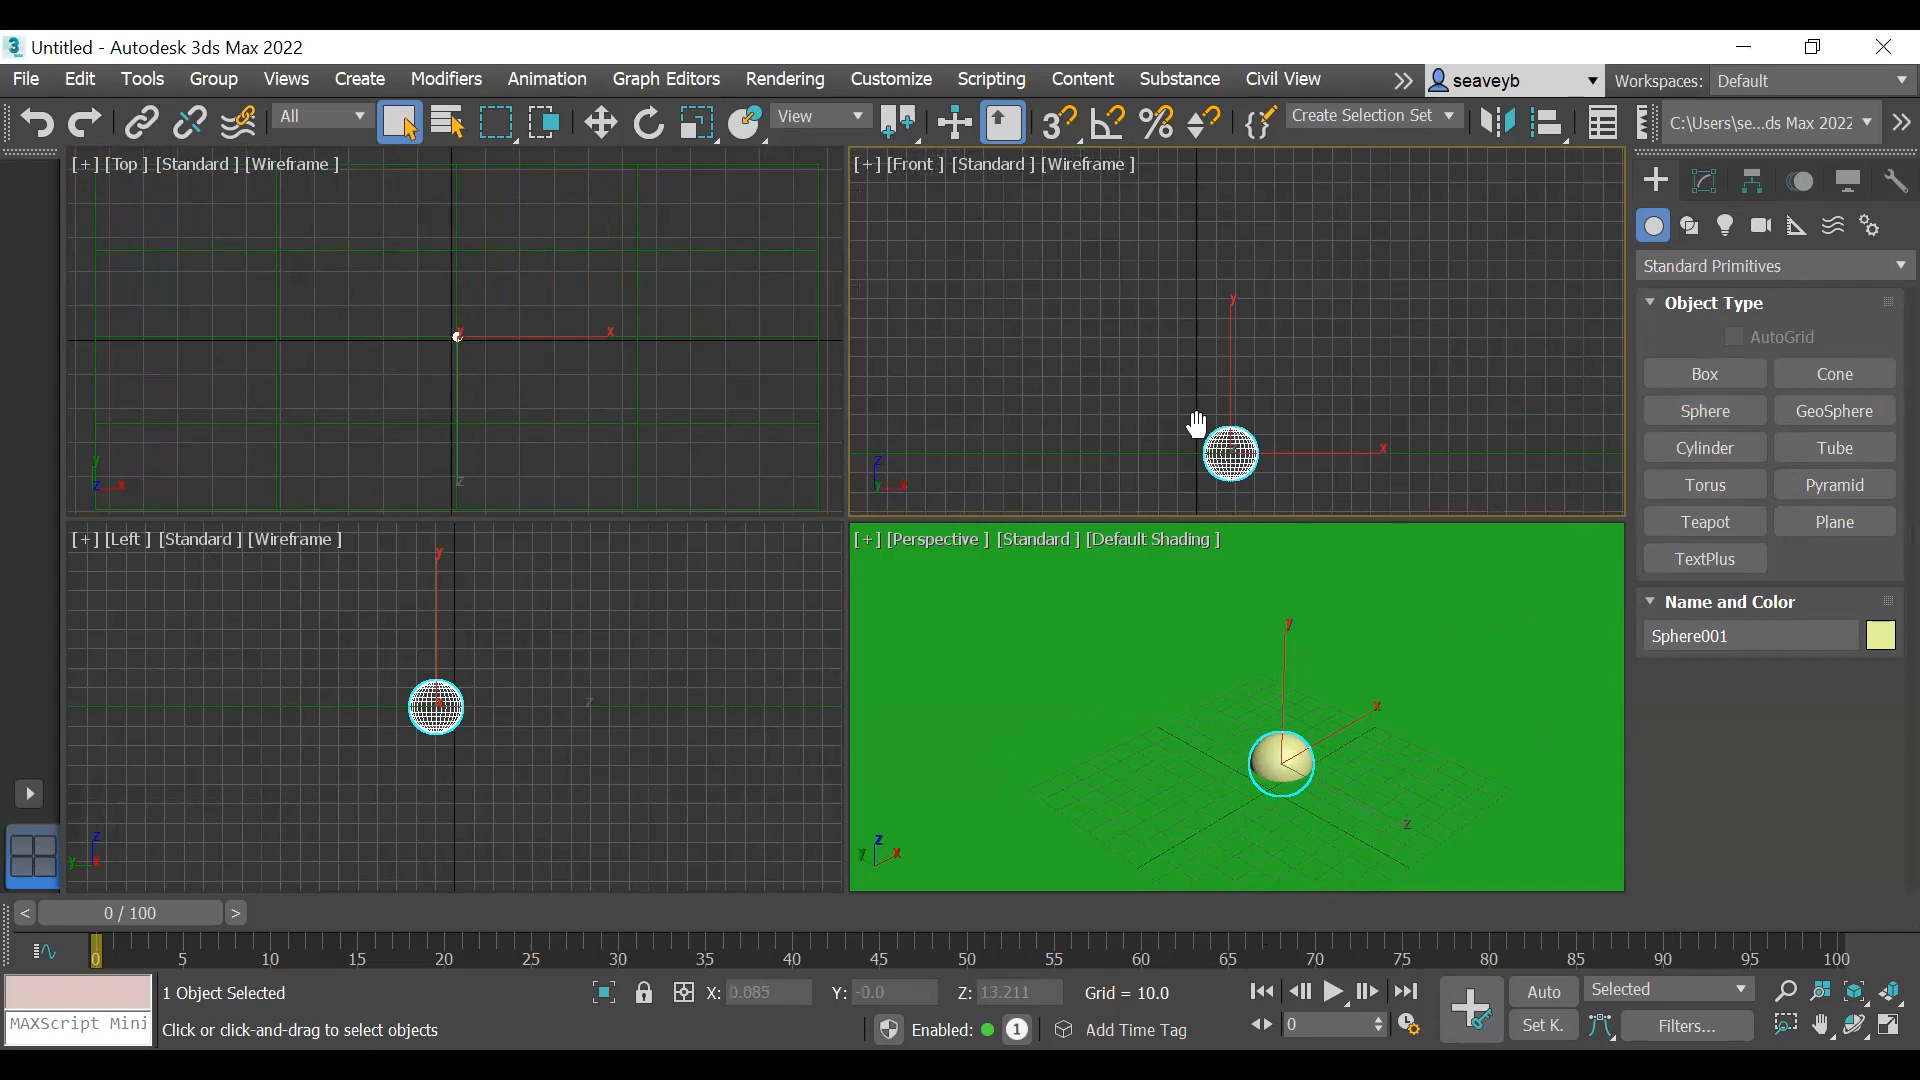 Untitled - Autodesk 3ds Max 2022
File Edit Tools Group Views Create Modifiers Animation Graph Editors Rendering Customize Scripting Content Substance Civil View seaveyb Workspaces: Default
All View Create Selection Set C:\Users\se...ds Max 2022
[+] [Top ] [Standard ] [Wireframe ]
[+] [Front ] [Standard ] [Wireframe ]
Standard Primitives
Object Type
AutoGrid
Box Cone
Sphere GeoSphere
Cylinder Tube
Torus Pyramid
Teapot Plane
TextPlus
Name and Color
Sphere001
y x z
y x
y z x
z y x
[+] [Left ] [Standard ] [Wireframe ]
[+] [Perspective ] [Standard ] [Default Shading ]
y x z
y x z
z y x
z y x
< 0 / 100 >
0 5 10 15 20 25 30 35 40 45 50 55 60 65 70 75 80 85 90 95 100
1 Object Selected X: 0.085 Y: -0.0 Z: 13.211 Grid = 10.0 Auto Selected
MAXScript Mini Click or click-and-drag to select objects Enabled: 1 Add Time Tag 0 Set K. Filters...